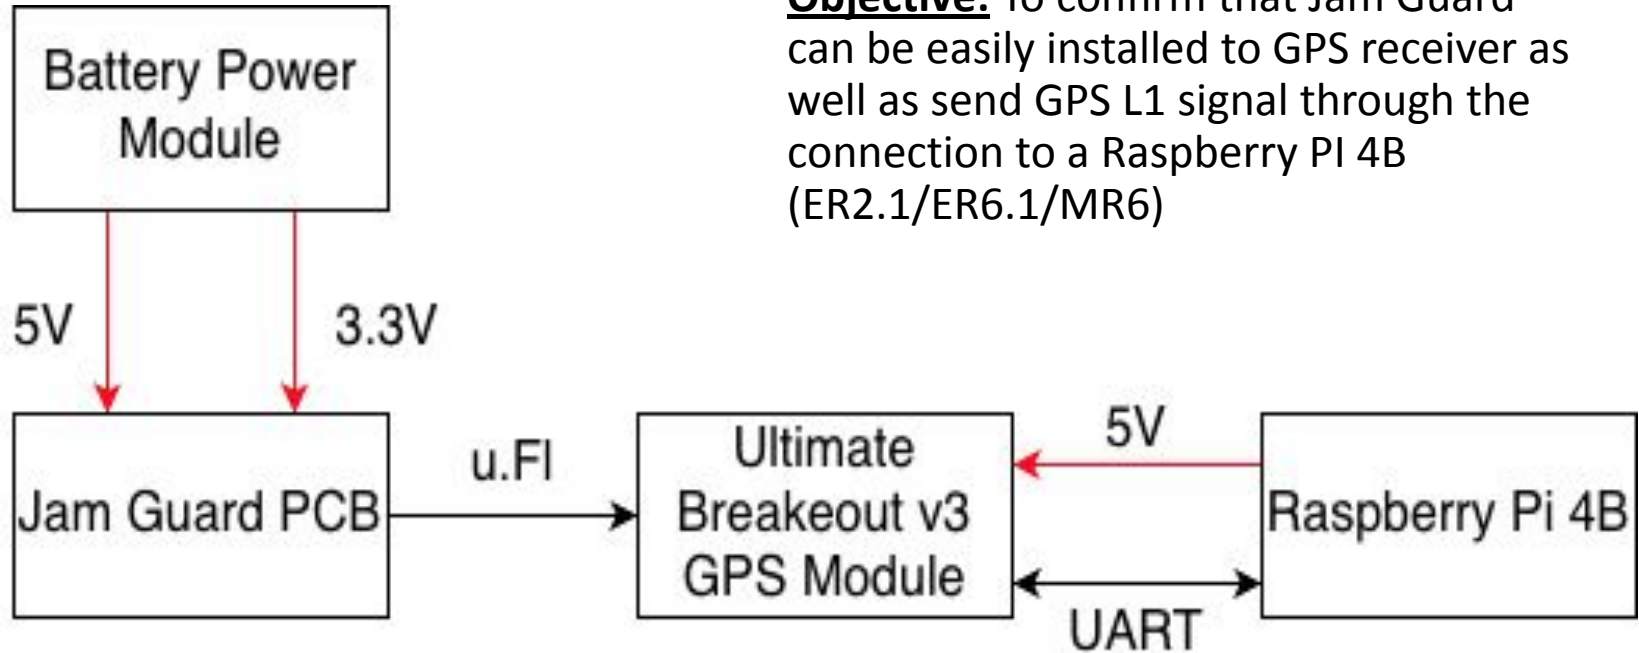 Objective: To confirm that Jam Guard
can be easily installed to GPS receiver as
well as send GPS L1 signal through the
connection to a Raspberry PI 4B
(ER2.1/ER6.1/MR6)
Battery Power
Module
5V
3.3V
Jam Guard PCB
u.Fl
Ultimate
Breakeout v3
GPS Module
5V
UART
Raspberry Pi 4B